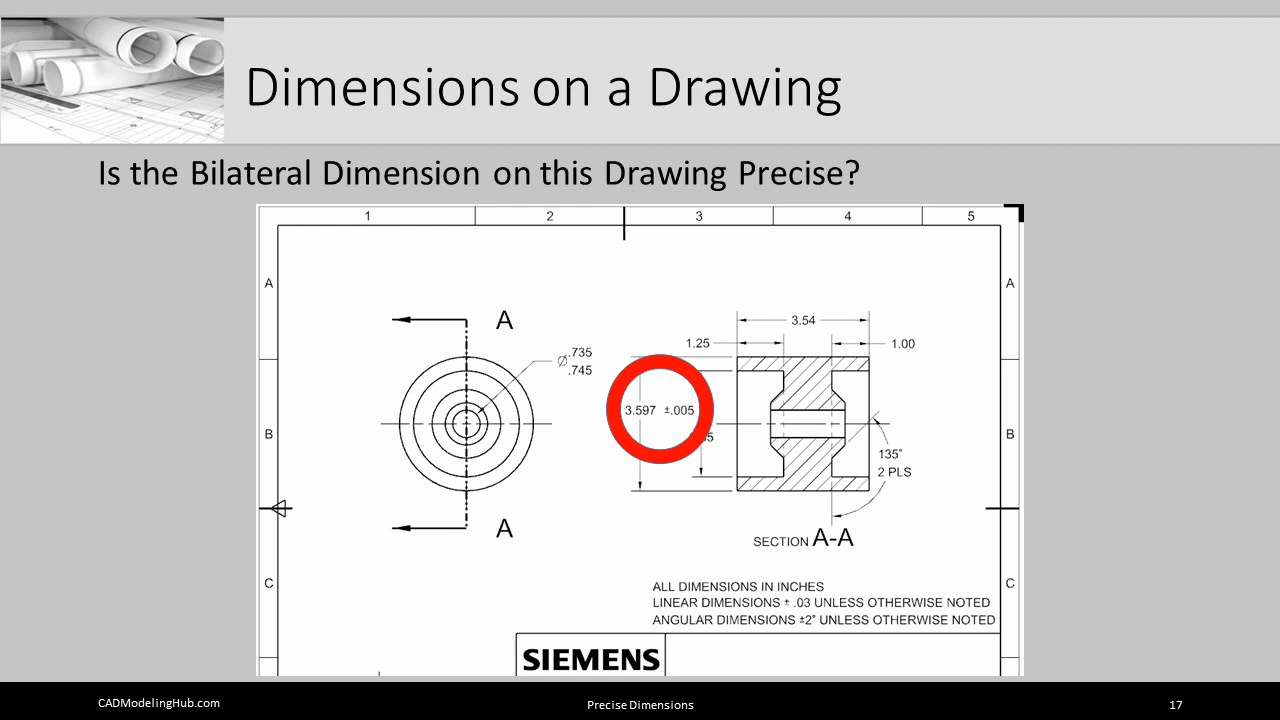 Dimensions on a Drawing
Is the Bilateral Dimension on this Drawing Precise?
1 2 3 4 5
A A
A
3.54
1.25 1.00
∅.735
.745
3.597 ±.005
B B
135°
2 PLS
A
SECTION A-A
C C
ALL DIMENSIONS IN INCHES
LINEAR DIMENSIONS ± .03 UNLESS OTHERWISE NOTED
ANGULAR DIMENSIONS ±2° UNLESS OTHERWISE NOTED
SIEMENS
CADModelingHub.com
Precise Dimensions
17